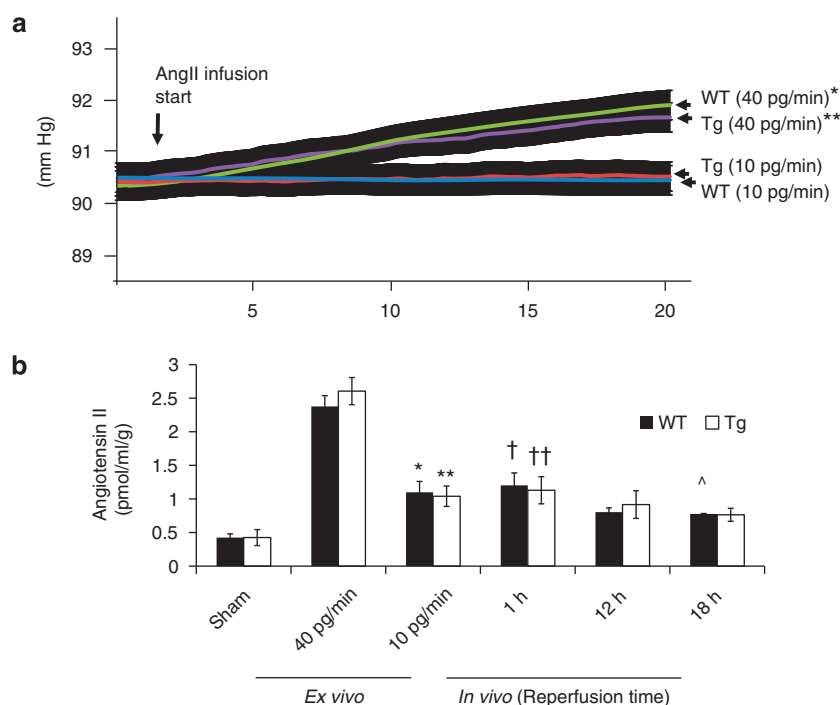 a
93
92
91
90
89
(mm Hg)
AngII infusion
start
WT (40 pg/min)*
Tg (40 pg/min)**
Tg (10 pg/min)
WT (10 pg/min)
5
10
15
20
b
3
2.5
2
1.5
1
0.5
0
Angiotensin II
(pmol/ml/g)
WT
Tg
*
**
†
††
^
Sham
40 pg/min
10 pg/min
1 h
12 h
18 h
Ex vivo
In vivo (Reperfusion time)